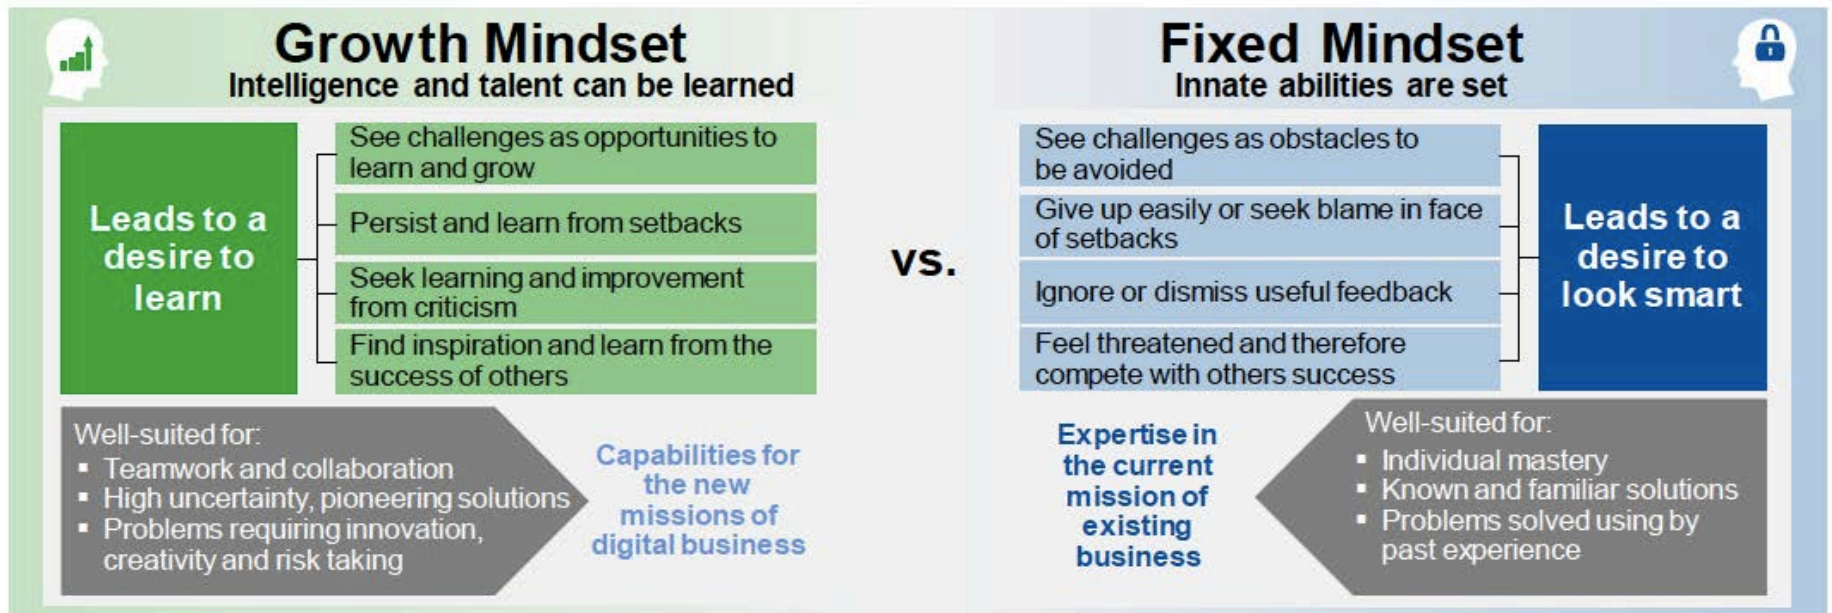 Growth Mindset
Intelligence and talent can be learned
Leads to a
desire to
learn
See challenges as opportunities to
learn and grow
Persist and learn from setbacks
Seek learning and improvement
from criticism
Find inspiration and learn from the
success of others
Well-suited for:
▪ Teamwork and collaboration
▪ High uncertainty, pioneering solutions
▪ Problems requiring innovation,
creativity and risk taking
Capabilities for
the new
missions of
digital business
vs.
Fixed Mindset
Innate abilities are set
See challenges as obstacles to
be avoided
Give up easily or seek blame in face
of setbacks
Ignore or dismiss useful feedback
Feel threatened and therefore
compete with others success
Leads to a
desire to
look smart
Expertise in
the current
mission of
existing
business
Well-suited for:
▪ Individual mastery
▪ Known and familiar solutions
▪ Problems solved using by
past experience